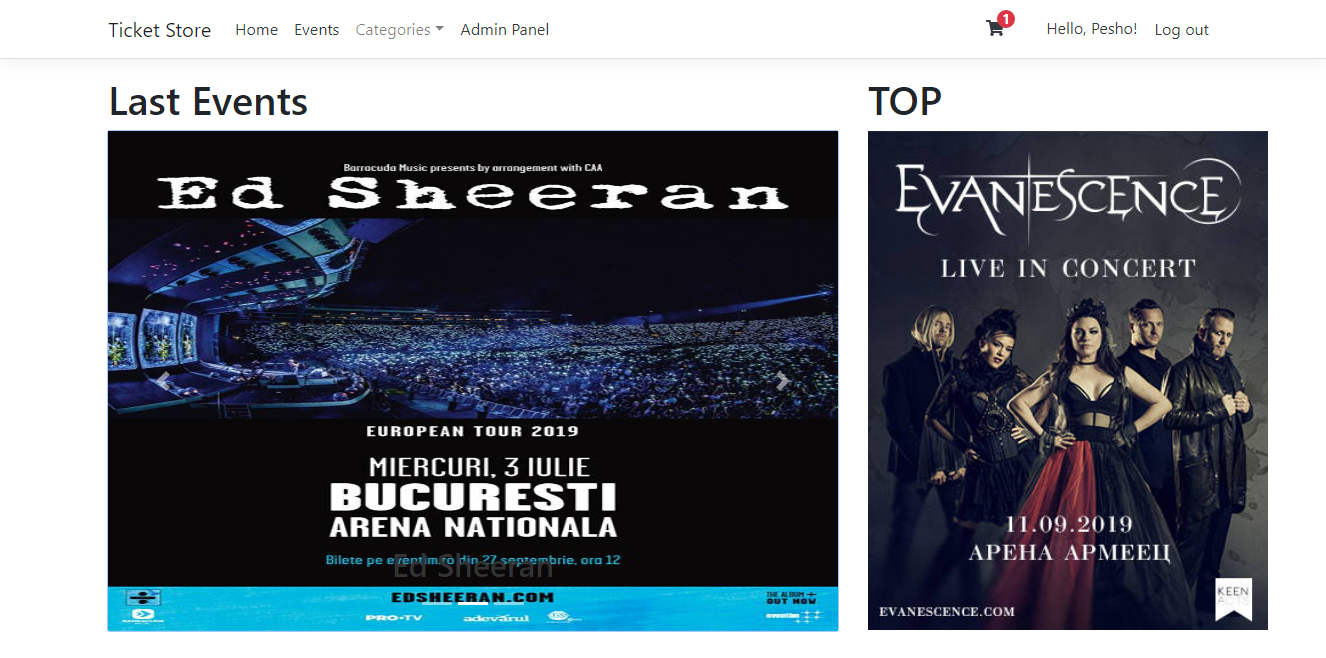 Ticket Store Home Events Categories Admin Panel 1 Hello, Pesho! Log out
Last Events
Barracuda Music presents by arrangement with CAA
Ed Sheeran
EUROPEAN TOUR 2019
MIERCURI, 3 IULIE
BUCURESTI
ARENA NATIONALA
Bilete pe eventim.ro din 27 septembrie, ora 12
Ed Sheeran
EDSHEERAN.COM
THE ALBUM
OUT NOW
PRO•TV adevărul eventim
TOP
EVANESCENCE
LIVE IN CONCERT
11.09.2019
АРЕНА АРМЕЕЦ
EVANESCENCE.COM
KEEN
ACTS